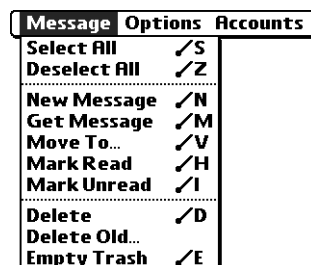 Message Options Accounts
Select All ✓S
Deselect All ✓Z
New Message ✓N
Get Message ✓M
Move To... ✓V
Mark Read ✓H
Mark Unread ✓I
Delete ✓D
Delete Old...
Empty Trash ✓E